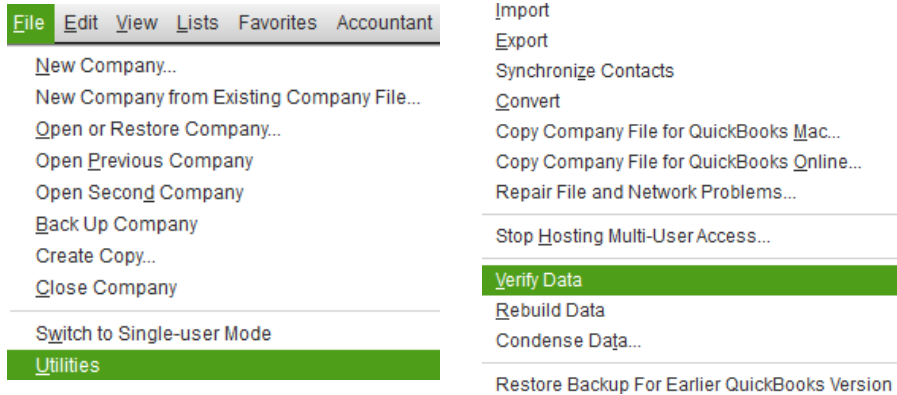 File Edit View Lists Favorites Accountant
New Company...
New Company from Existing Company File...
Open or Restore Company...
Open Previous Company
Open Second Company
Back Up Company
Create Copy...
Close Company
Switch to Single-user Mode
Utilities
Import
Export
Synchronize Contacts
Convert
Copy Company File for QuickBooks Mac...
Copy Company File for QuickBooks Online...
Repair File and Network Problems...
Stop Hosting Multi-User Access...
Verify Data
Rebuild Data
Condense Data...
Restore Backup For Earlier QuickBooks Version